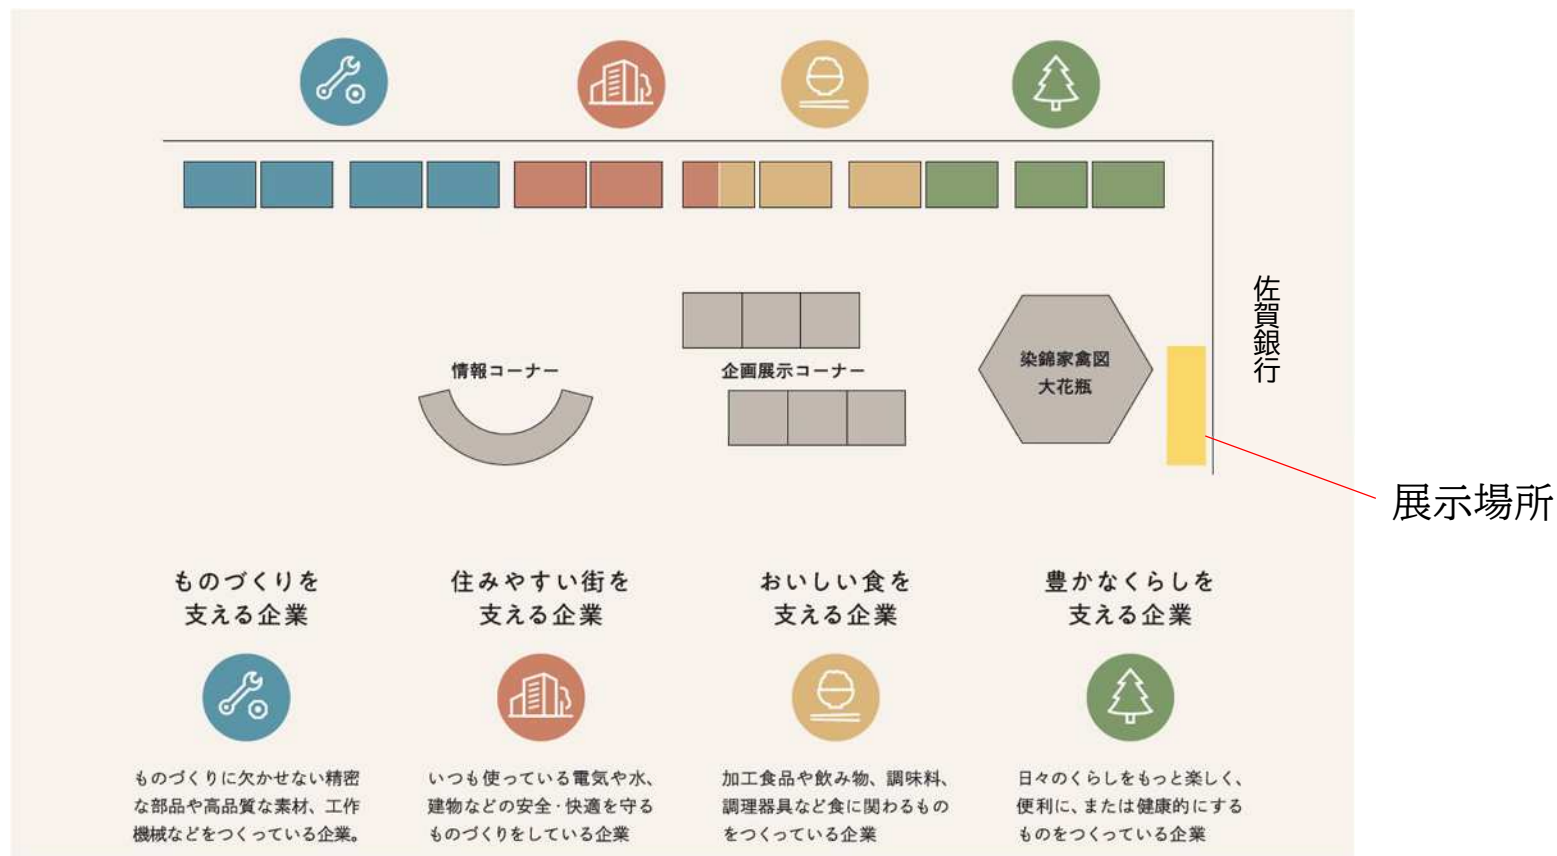 佐賀銀行
情報コーナー
企画展示コーナー
染錦家禽図
大花瓶
展示場所
ものづくりを
支える企業
住みやすい街を
支える企業
おいしい食を
支える企業
豊かなくらしを
支える企業
ものづくりに欠かせない精密
な部品や高品質な素材、工作
機械などをつくっている企業。
いつも使っている電気や水、
建物などの安全・快適を守る
ものづくりをしている企業
加工食品や飲み物、調味料、
調理器具など食に関わるもの
をつくっている企業
日々のくらしをもっと楽しく、
便利に、または健康的にする
ものをつくっている企業